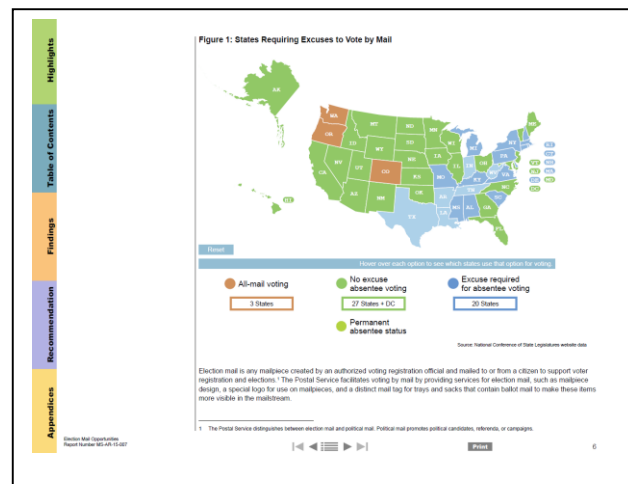 Highlights
Table of Contents
Findings
Recommendation
Appendices
Figure 1: States Requiring Excuses to Vote by Mail
AK
WA
OR
CA
NV
ID
UT
AZ
MT
WY
CO
NM
ND
SD
NE
KS
OK
TX
MN
IA
MO
AR
LA
WI
IL
MI
IN
KY
TN
MS
AL
OH
WV
GA
FL
SC
NC
VA
PA
NY
ME
HI
VT
NJ
DC
Reset
Hover over each option to see which states use that option for voting.
All-mail voting
3 States
No excuse
absentee voting
27 States + DC
Excuse required
for absentee voting
20 States
Permanent
absentee status
Source: National Conference of State Legislatures website data
Election mail is any mailpiece created by an authorized voting registration official and mailed to or from a citizen to support voter
registration and elections.¹ The Postal Service facilitates voting by mail by providing services for election mail, such as mailpiece
design, a special logo for use on mailpieces, and a distinct mail tag for trays and sacks that contain ballot mail to make these items
more visible in the mailstream.
1 The Postal Service distinguishes between election mail and political mail. Political mail promotes political candidates, referenda, or campaigns.
Election Mail Opportunities
Report Number MS-AR-15-007
Print
6